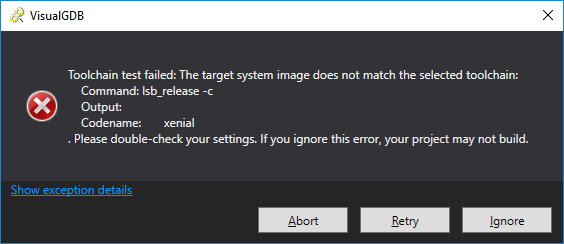 VisualGDB
Toolchain test failed: The target system image does not match the selected toolchain:
Command: lsb_release -c
Output:
Codename: xenial
. Please double-check your settings. If you ignore this error, your project may not build.
Show exception details
Abort
Retry
Ignore